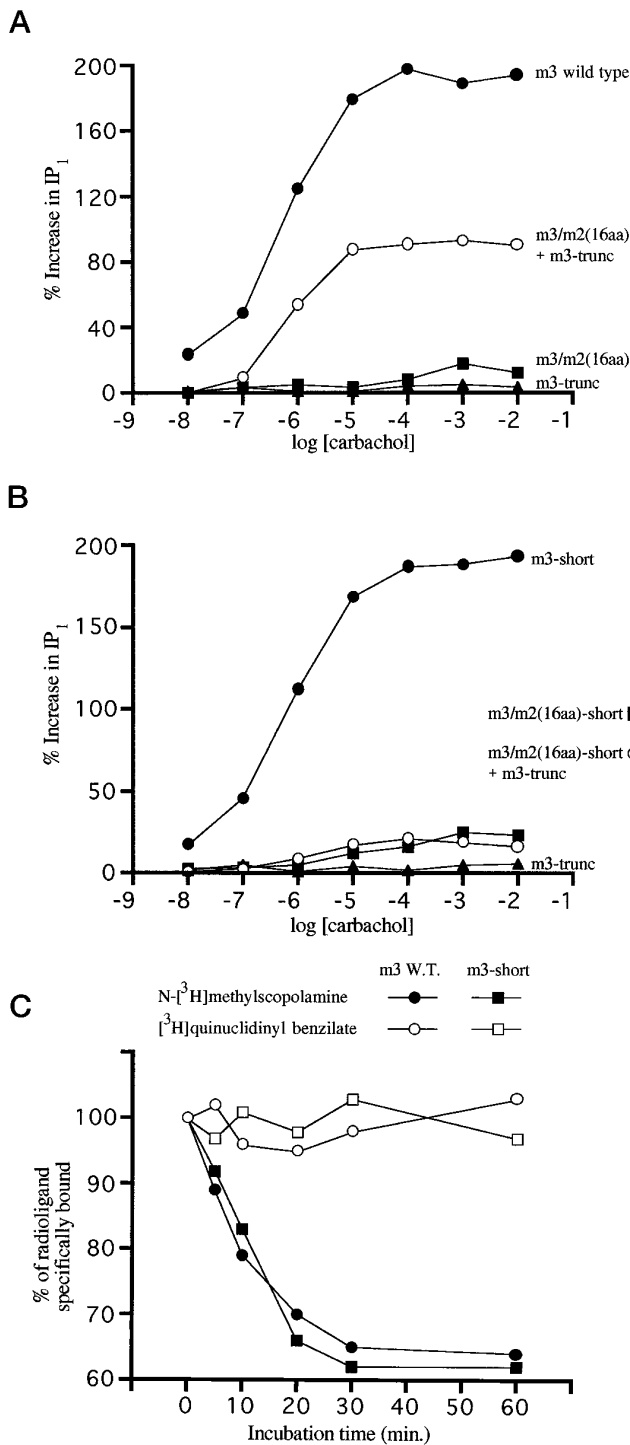 A
200
160
120
80
40
0
% Increase in IP1
m3 wild type
m3/m2(16aa)
+ m3-trunc
m3/m2(16aa)
m3-trunc
-9 -8 -7 -6 -5 -4 -3 -2 -1
log [carbachol]
B
200
150
100
50
0
% Increase in IP1
m3-short
m3/m2(16aa)-short
m3/m2(16aa)-short
+ m3-trunc
m3-trunc
-9 -8 -7 -6 -5 -4 -3 -2 -1
log [carbachol]
C
m3 W.T. m3-short
N-[3H]methylscopolamine
[3H]quinuclidinyl benzilate
100
90
80
70
60
% of radioligand
specifically bound
0 10 20 30 40 50 60
Incubation time (min.)